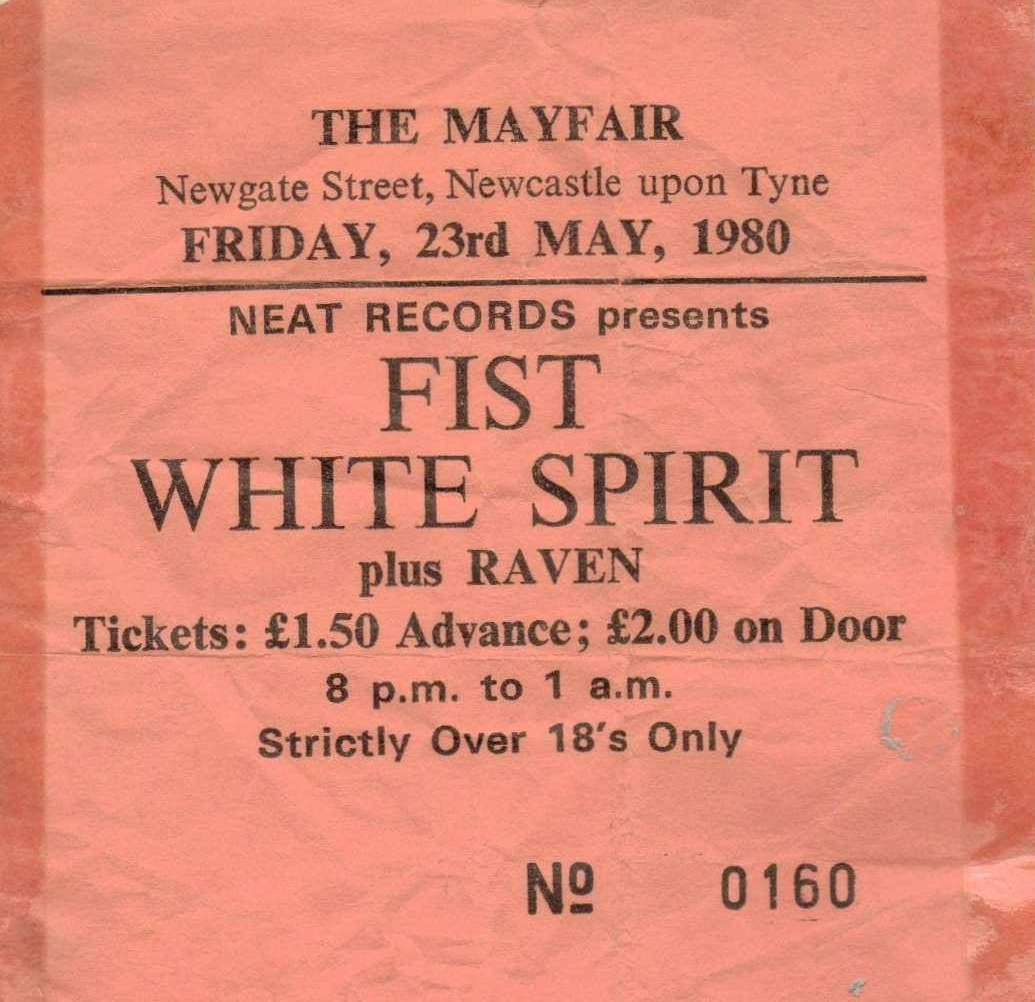 THE MAYFAIR
Newgate Street, Newcastle upon Tyne
FRIDAY, 23rd MAY, 1980
NEAT RECORDS presents
FIST
WHITE SPIRIT
plus RAVEN
Tickets: £1.50 Advance; £2.00 on Door
8 p.m. to 1 a.m.
Strictly Over 18's Only
Nº 0160